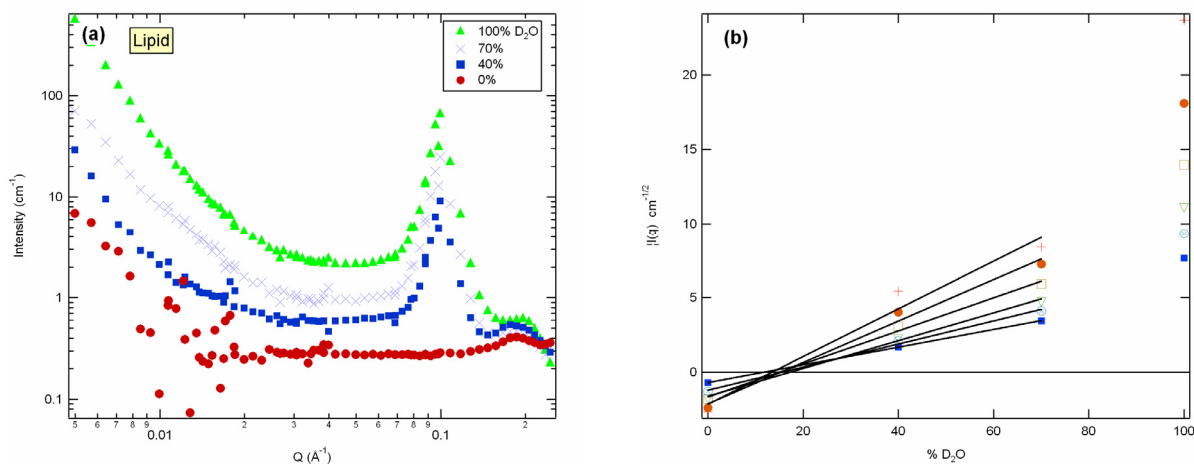 (a)
Lipid
100% D₂O
70%
40%
0%
100
10
1
0.1
Intensity (cm⁻¹)
5 6 7 8 9 0.01 2 3 4 5 6 7 8 9 0.1 2
Q (Å⁻¹)
(b)
20
15
10
5
0
|I(q) cm⁻¹/²
0 20 40 60 80 100
% D₂O